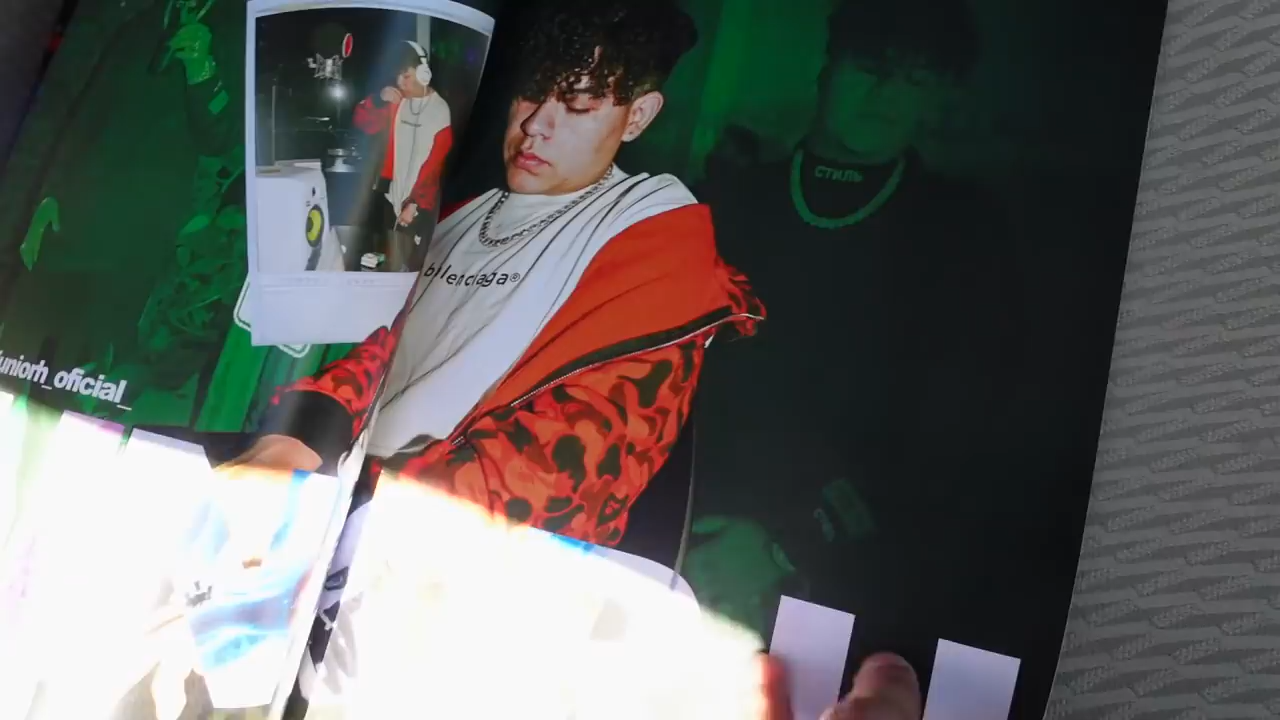 uniorh_oficial_
balenciaga®
СТИЛЬ